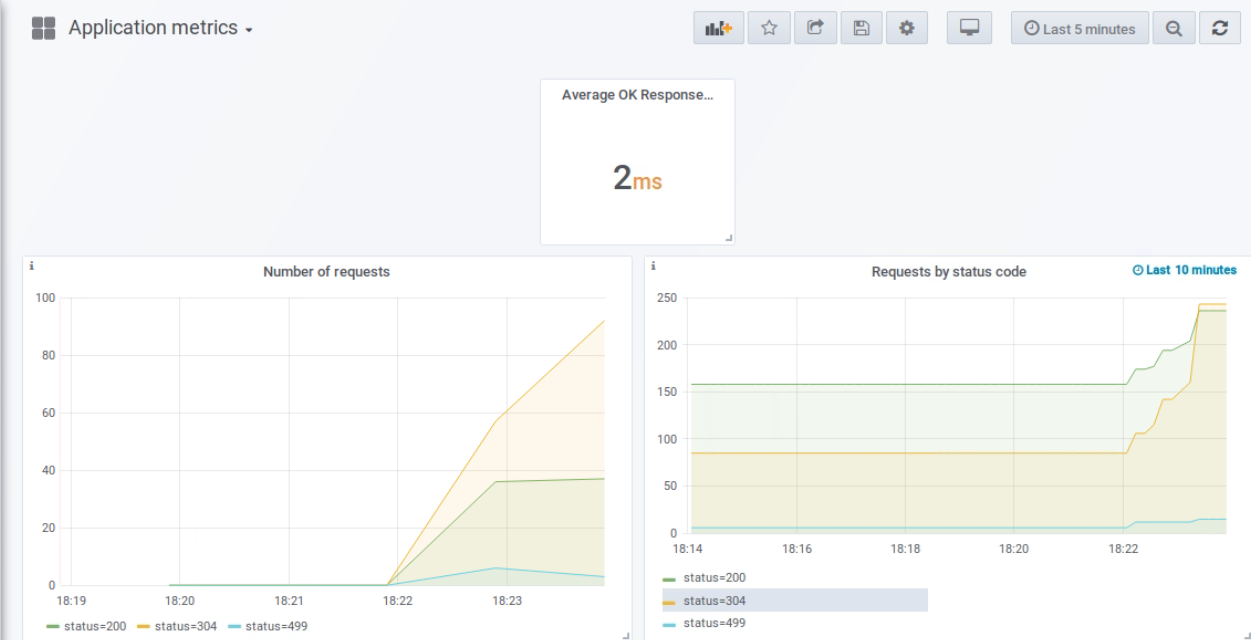 Application metrics
Last 5 minutes
Average OK Response...
2ms
Number of requests
100
80
60
40
20
0
18:19 18:20 18:21 18:22 18:23
status=200 status=304 status=499
Requests by status code
Last 10 minutes
250
200
150
100
50
0
18:14 18:16 18:18 18:20 18:22
status=200
status=304
status=499